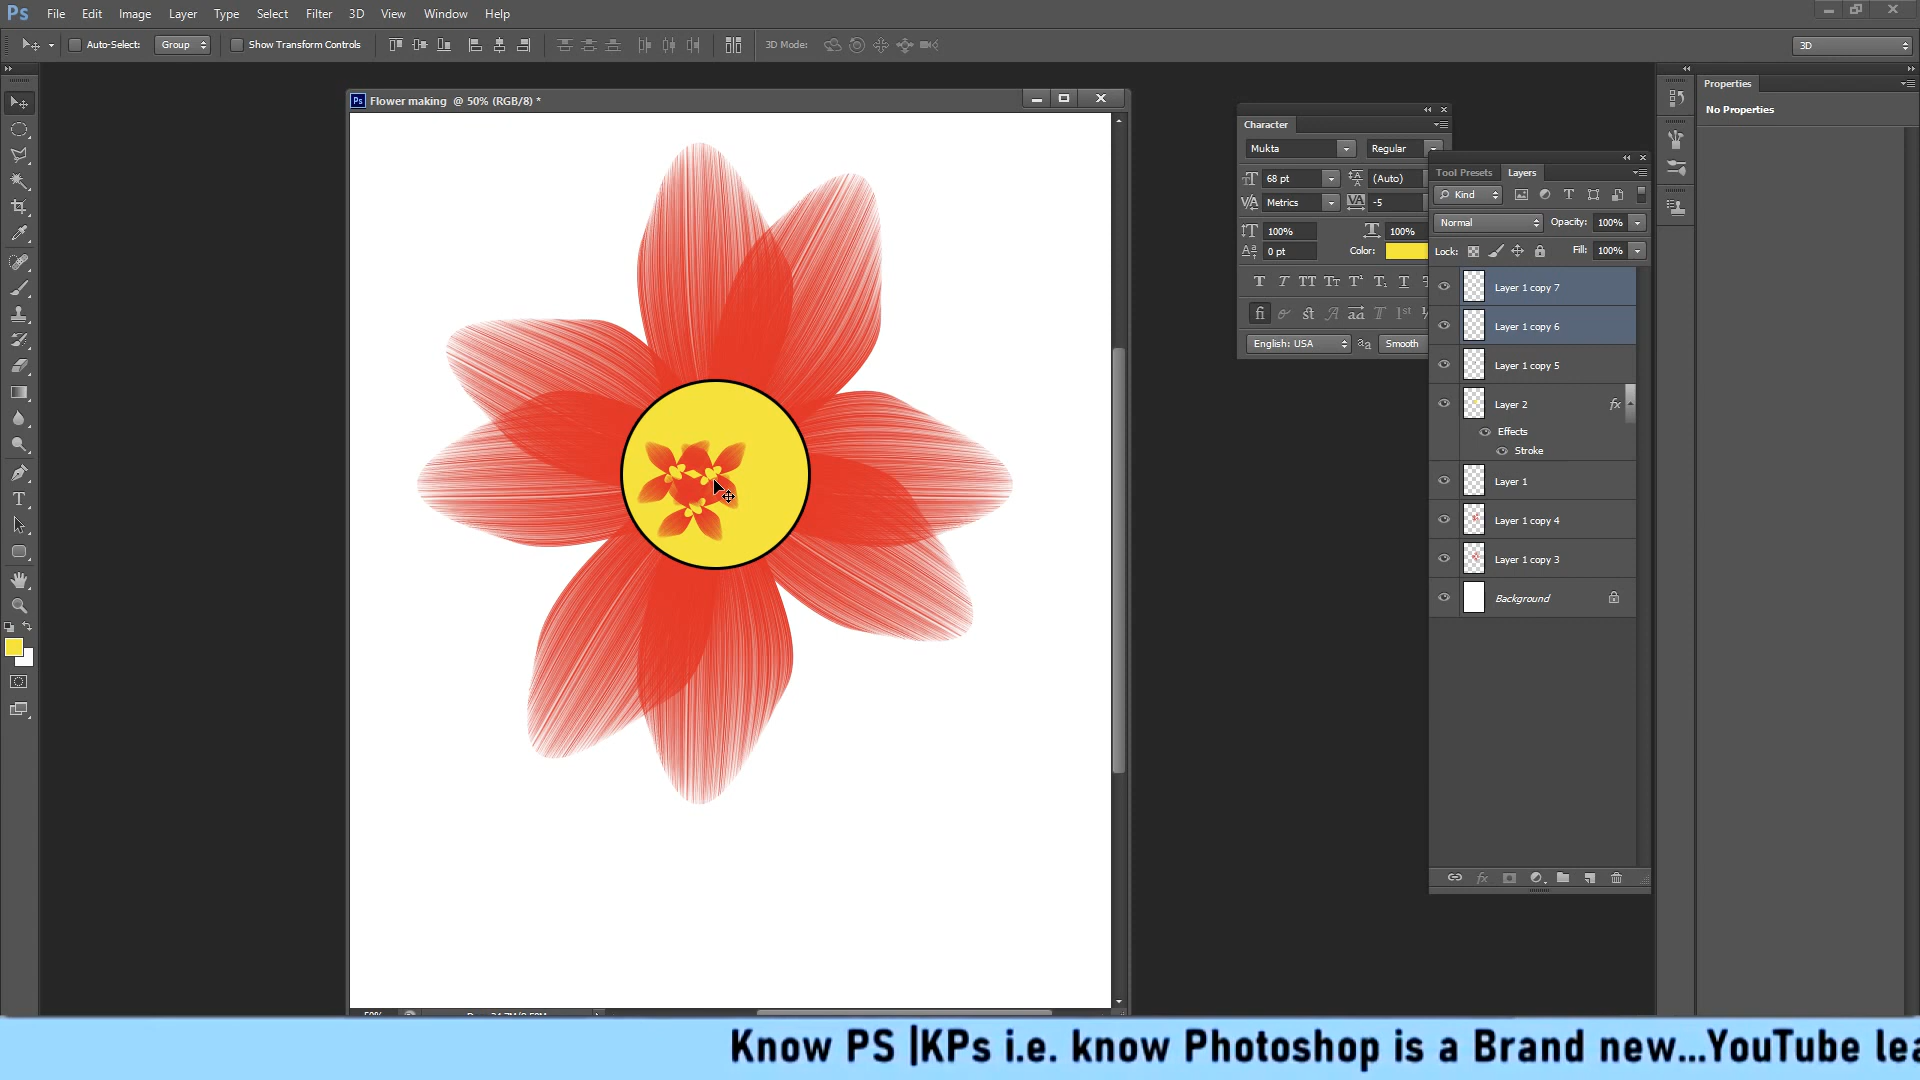 Ps File Edit Image Layer Type Select Filter 3D View Window Help
Auto-Select: Group Show Transform Controls 3D Mode: 3D
Ps Flower making @ 50% (RGB/8) *
Properties
No Properties
Character
Mukta Regular
68 pt (Auto)
Metrics -5
100% 100%
0 pt Color:
English: USA Smooth
Tool Presets Layers
Kind
Normal Opacity: 100%
Lock: Fill: 100%
Layer 1 copy 7
Layer 1 copy 6
Layer 1 copy 5
Layer 2 fx
Effects
Stroke
Layer 1
Layer 1 copy 4
Layer 1 copy 3
Background
fx
Know PS |KPs i.e. know Photoshop is a Brand new...YouTube lea